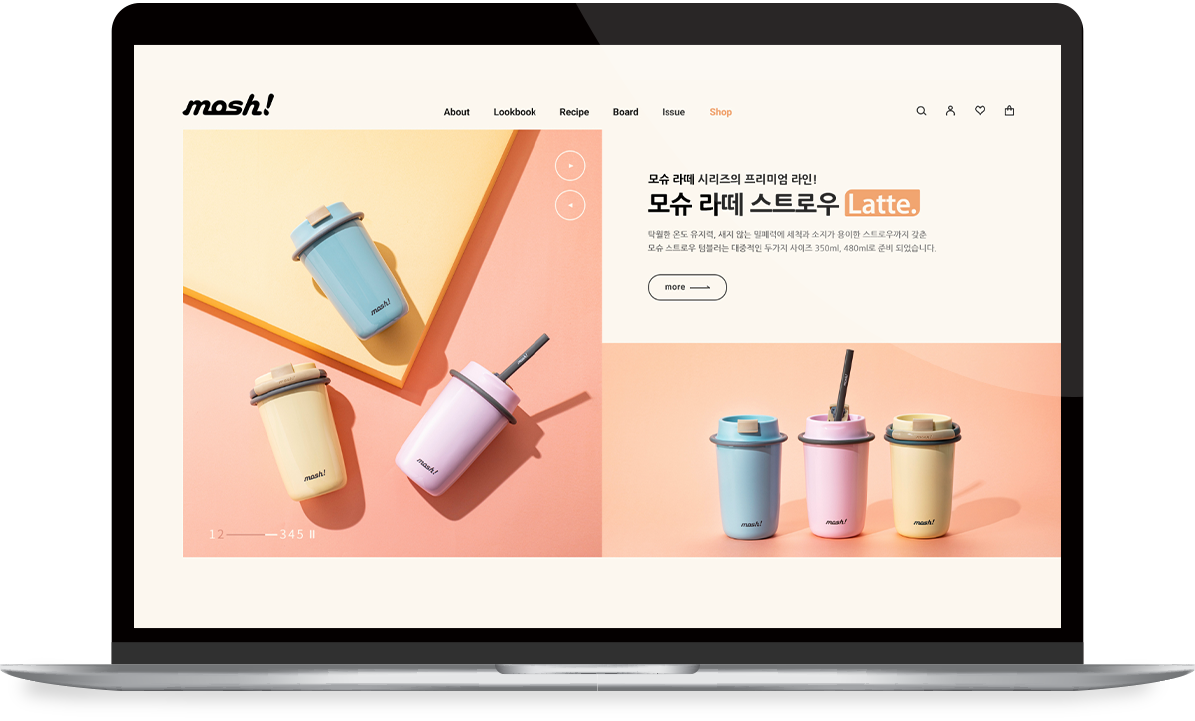 mosh!
About Lookbook Recipe Board Issue Shop
모슈 라떼 시리즈의 프리미엄 라인!
모슈 라떼 스트로우 Latte.
탁월한 온도 유지력, 새지 않는 밀폐력에 세척과 소지가 용이한 스트로우까지 갖춘
모슈 스트로우 텀블러는 대중적인 두가지 사이즈 350ml, 480ml로 준비 되었습니다.
more
mosh!
mosh!
mosh!
mosh!
mosh!
mosh!
1 2 3 4 5